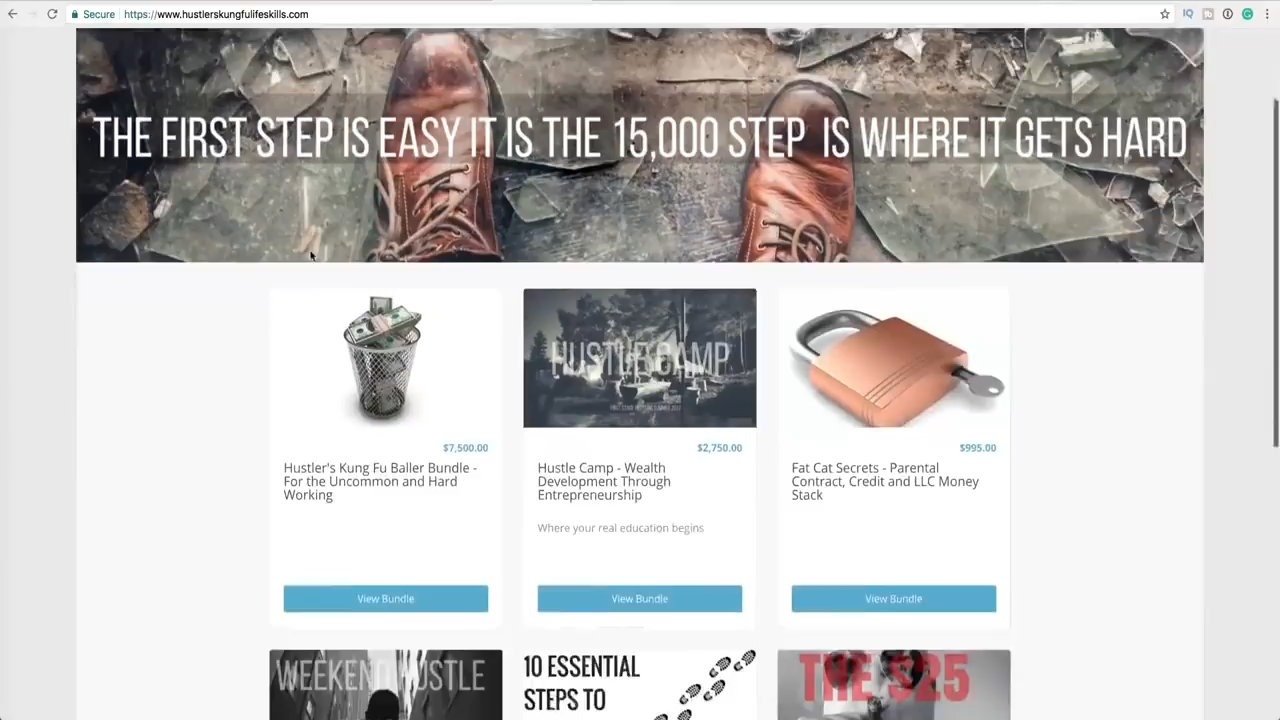 Secure
https://www.hustlerskungfulifeskills.com
THE FIRST STEP IS EASY IT IS THE 15,000 STEP IS WHERE IT GETS HARD
HUSTLE CAMP
$7,500.00
Hustler's Kung Fu Baller Bundle -
For the Uncommon and Hard
Working
View Bundle
$2,750.00
Hustle Camp - Wealth
Development Through
Entrepreneurship
Where your real education begins
View Bundle
$995.00
Fat Cat Secrets - Parental
Contract, Credit and LLC Money
Stack
View Bundle
WEEKEND HUSTLE
10 ESSENTIAL
STEPS TO
THE $25